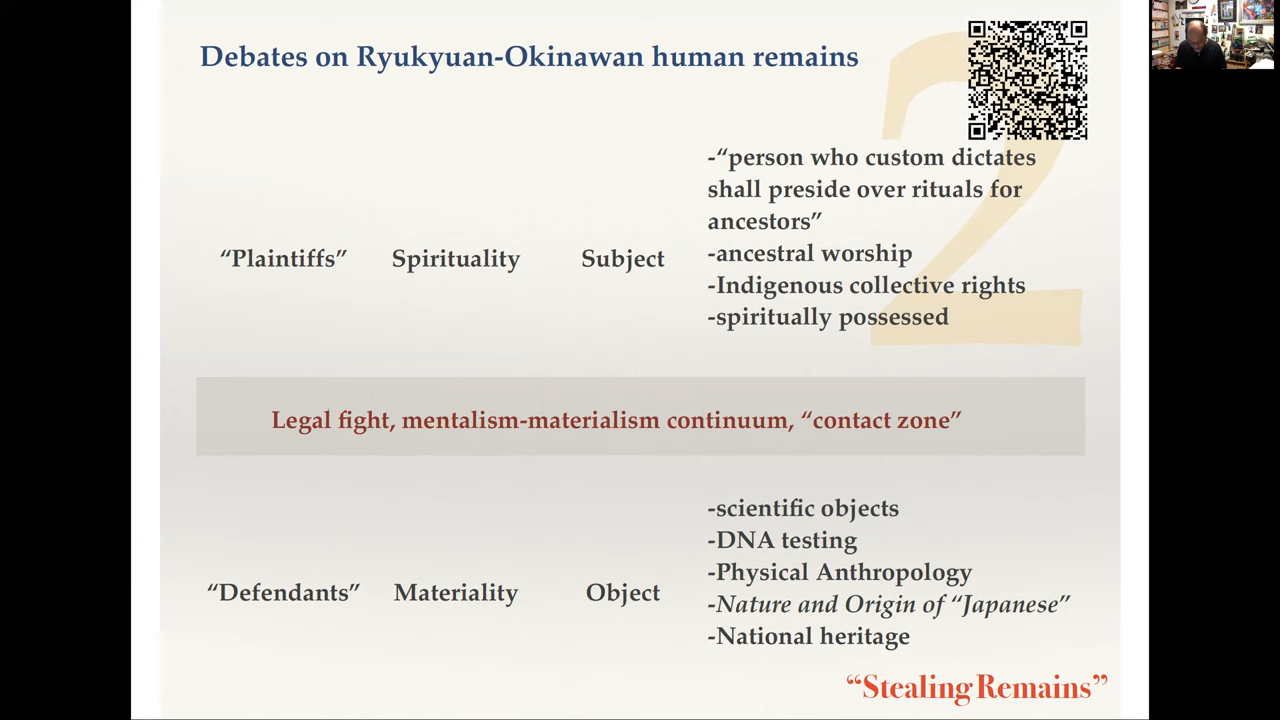 Debates on Ryukyuan-Okinawan human remains
2
-“person who custom dictates
shall preside over rituals for
ancestors”
-ancestral worship
“Plaintiffs” Spirituality Subject
-Indigenous collective rights
-spiritually possessed
Legal fight, mentalism-materialism continuum, “contact zone”
-scientific objects
-DNA testing
-Physical Anthropology
“Defendants” Materiality Object
-Nature and Origin of “Japanese”
-National heritage
“Stealing Remains”